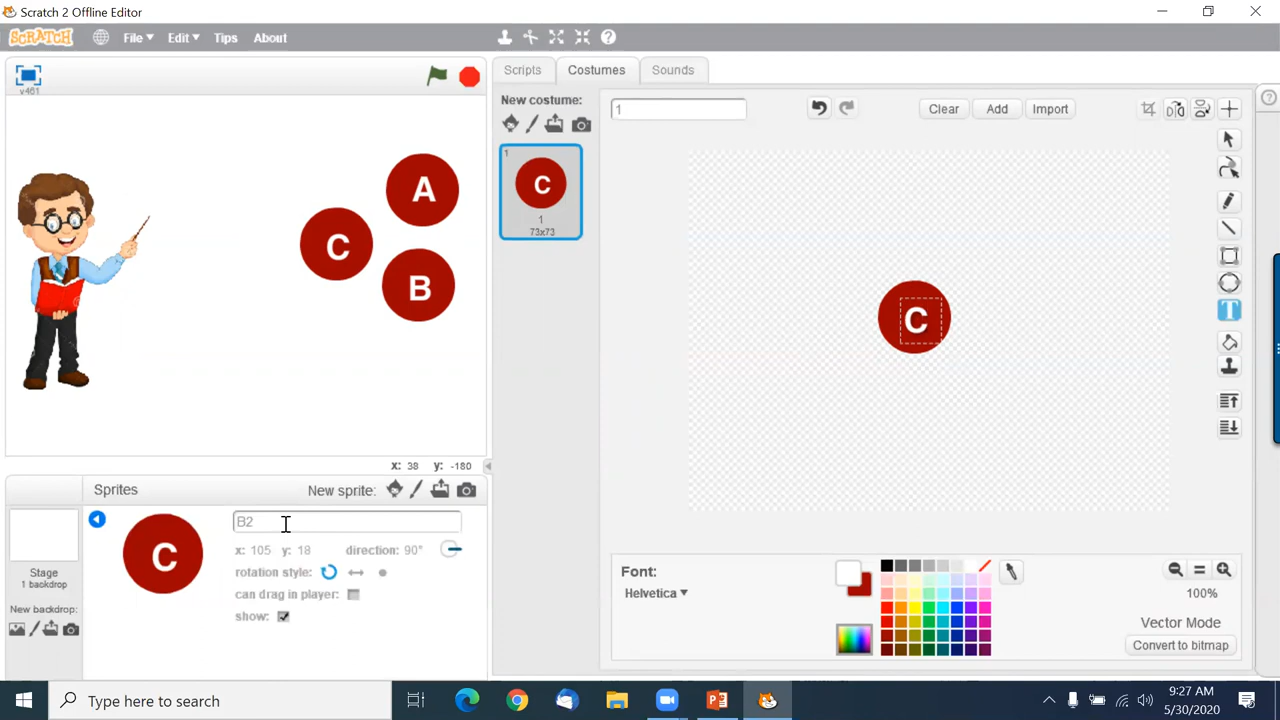 Scratch 2 Offline Editor
SCRATCH File Edit Tips About
v461
A
C
B
x: 38 y: -180
Sprites New sprite:
Stage
1 backdrop
New backdrop:
C
B2
x: 105 y: 18 direction: 90°
rotation style:
can drag in player:
show:
Scripts Costumes Sounds
New costume:
1
C
1
73x73
1
Clear Add Import
C
T
Font:
Helvetica
100%
Vector Mode
Convert to bitmap
Type here to search
9:27 AM
5/30/2020